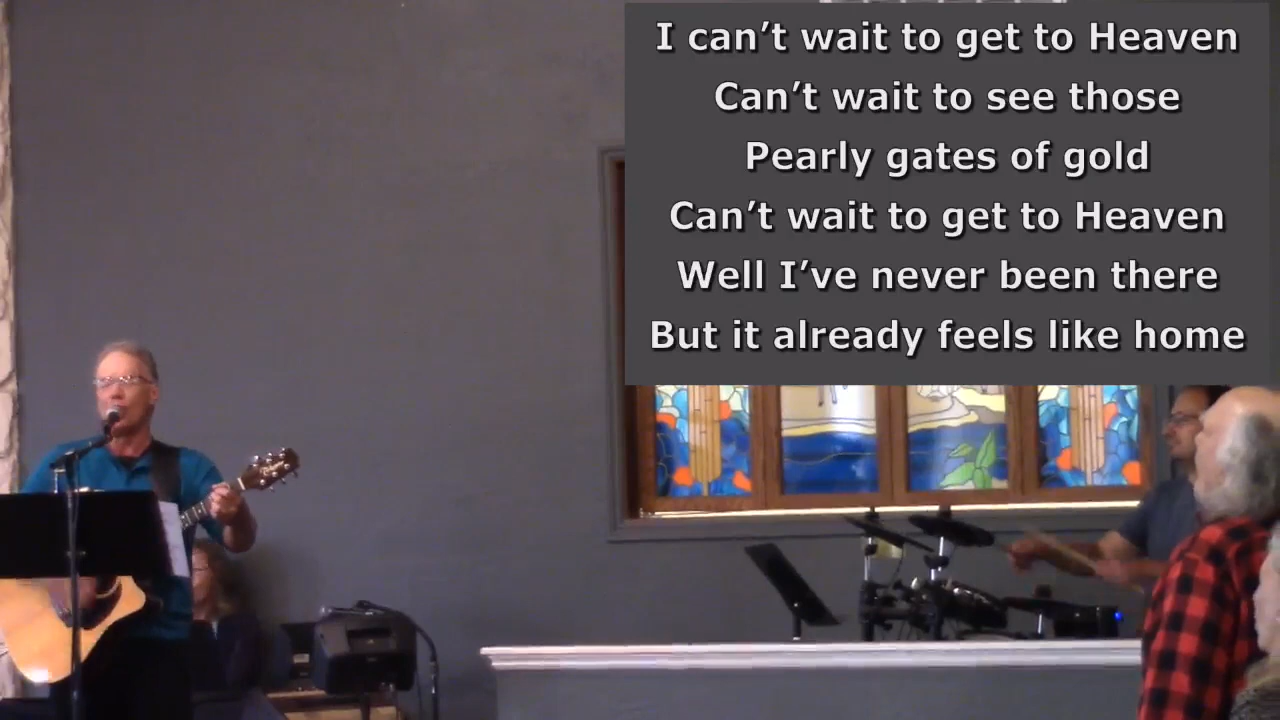 I can’t wait to get to Heaven
Can’t wait to see those
Pearly gates of gold
Can’t wait to get to Heaven
Well I’ve never been there
But it already feels like home